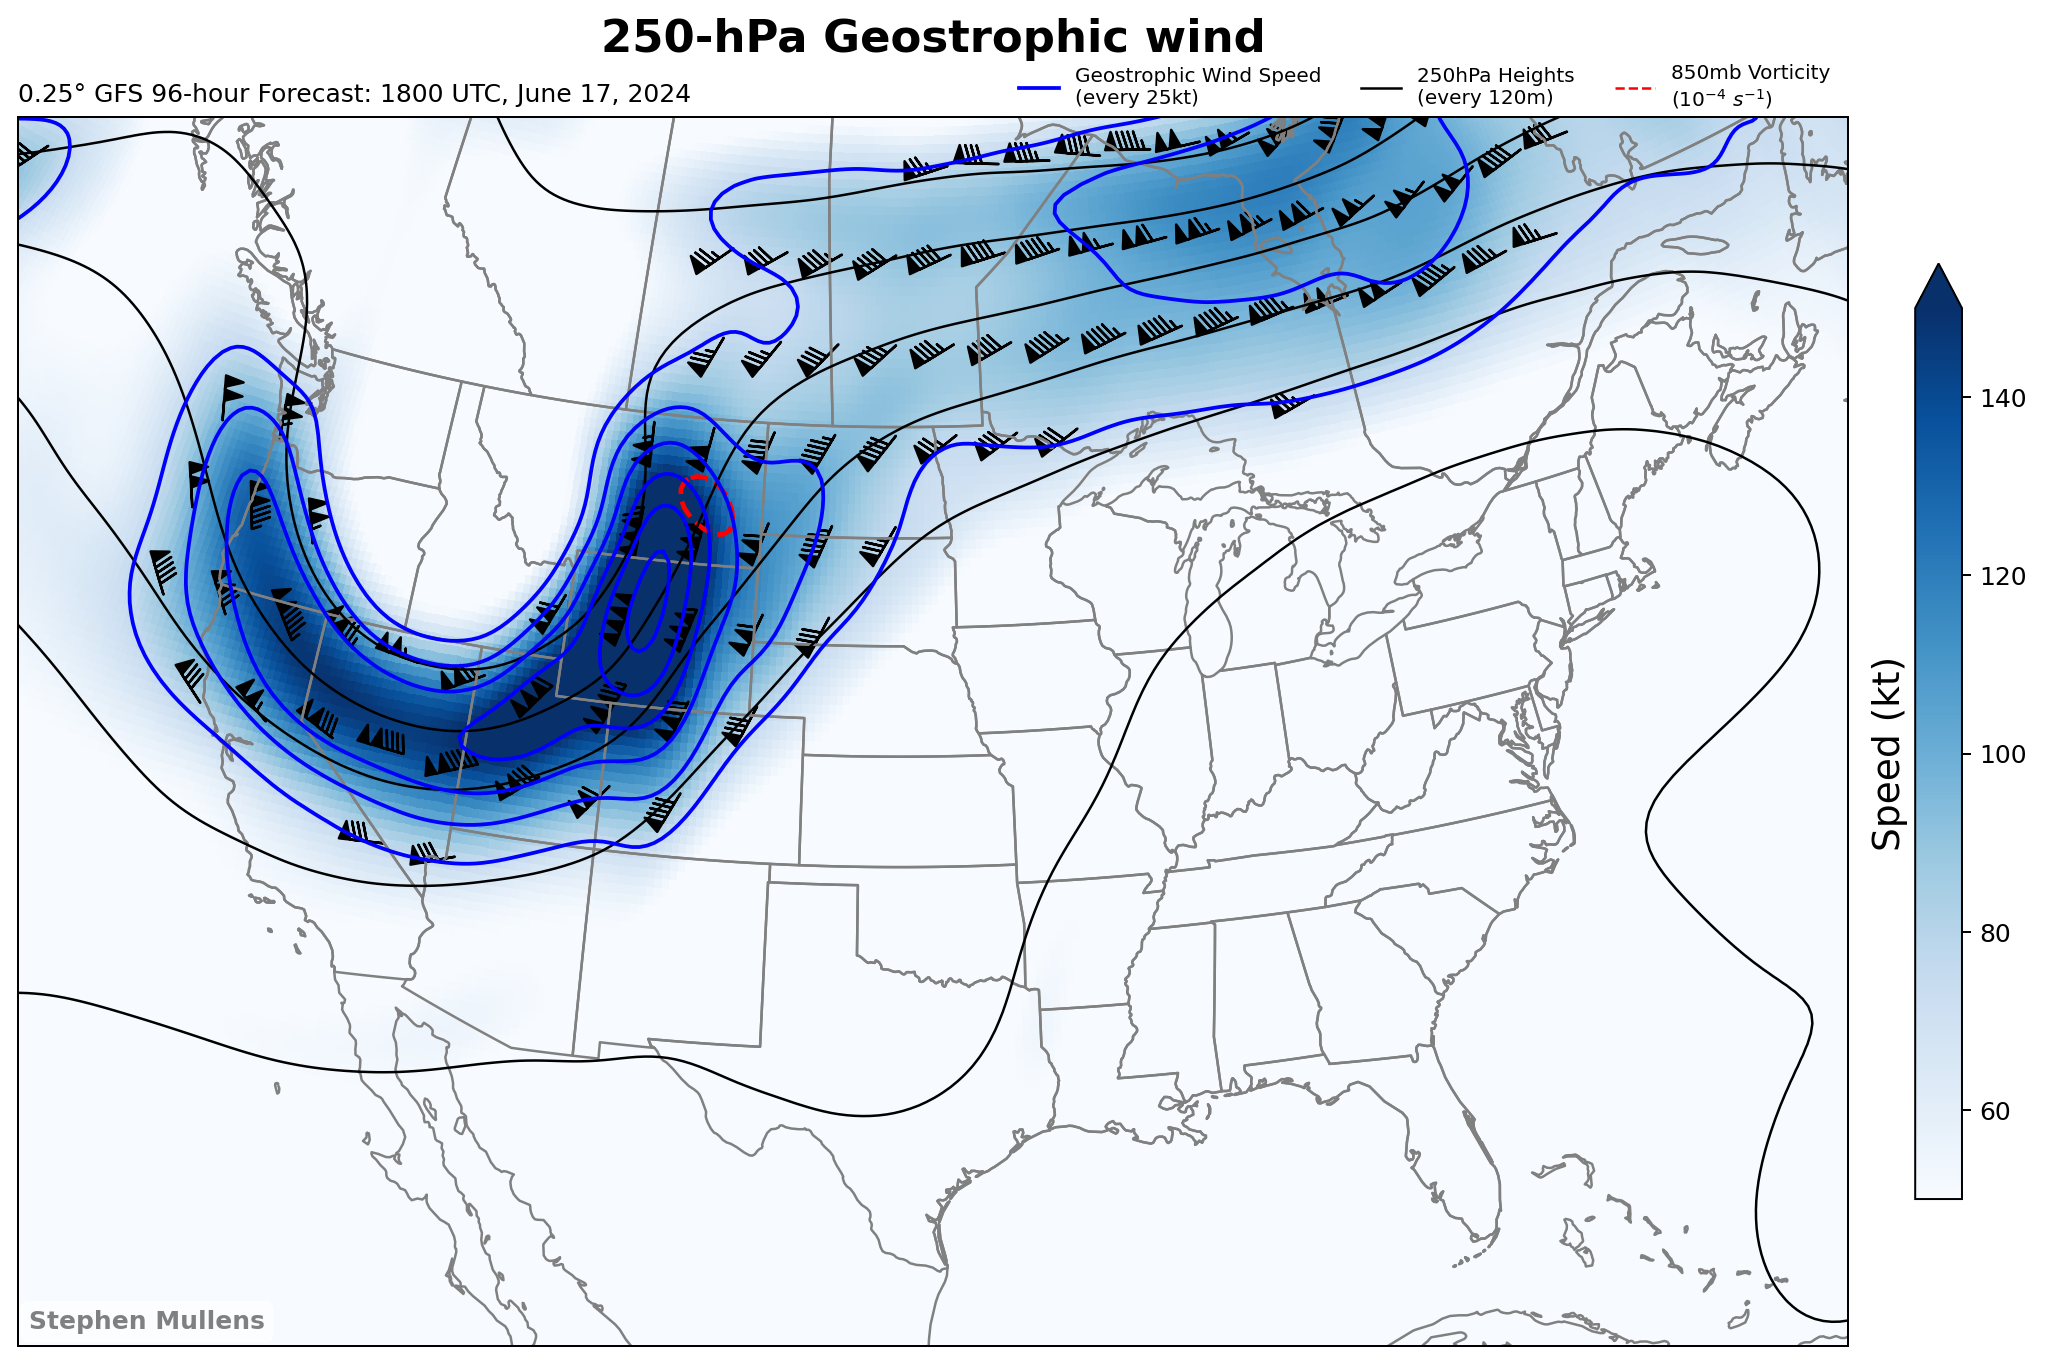 250-hPa Geostrophic wind
0.25° GFS 96-hour Forecast: 1800 UTC, June 17, 2024
Geostrophic Wind Speed
(every 25kt)
250hPa Heights
(every 120m)
850mb Vorticity
(10⁻⁴ s⁻¹)
140
120
100
80
60
Speed (kt)
Stephen Mullens